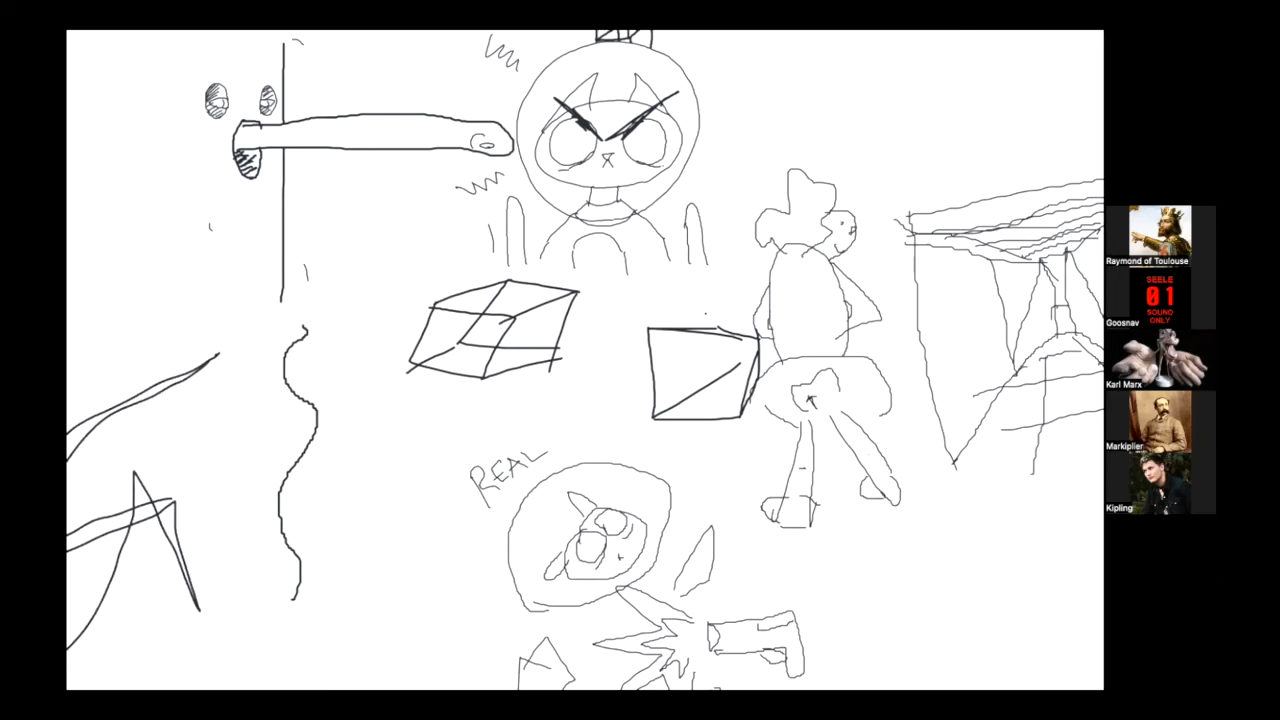 REAL
Raymond of Toulouse
SEELE
01
SOUND
ONLY
Goosnav
Karl Marx
Markiplier
Kipling